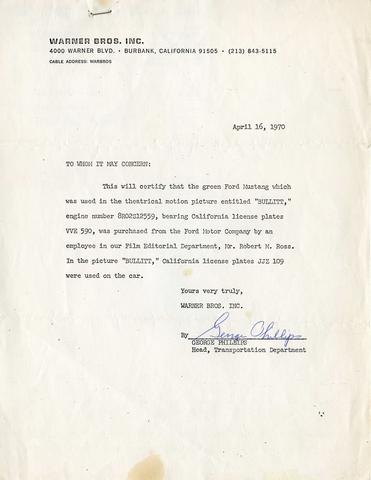 WARNER BROS. INC.
4000 WARNER BLVD. • BURBANK, CALIFORNIA 91505 • (213) 843-5115
CABLE ADDRESS: WARBROS
April 16, 1970
TO WHOM IT MAY CONCERN:
This will certify that the green Ford Mustang which
was used in the theatrical motion picture entitled "BULLITT,"
engine number 8R02S12559, bearing California license plates
VVE 590, was purchased from the Ford Motor Company by an
employee in our Film Editorial Department, Mr. Robert M. Ross.
In the picture "BULLITT," California license plates JJZ 109
were used on the car.
Yours very truly,
WARNER BROS. INC.
By George Phillips
GEORGE PHILLIPS
Head, Transportation Department